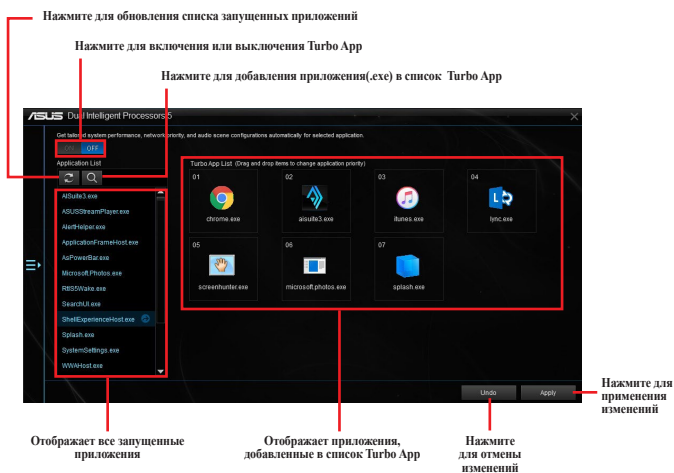 Нажмите для обновления списка запущенных приложений
Нажмите для включения или выключения Turbo App
Нажмите для добавления приложения(.exe) в список Turbo App
ASUS Dual Intelligent Processors 5
Get tailored system performance, network priority, and audio scene configurations automatically for selected application.
ON OFF
Application List
AISuite3.exe
ASUSStreamPlayer.exe
AlertHelper.exe
ApplicationFrameHost.exe
AsPowerBar.exe
Microsoft.Photos.exe
RtlS5Wake.exe
SearchUI.exe
ShellExperienceHost.exe
Splash.exe
SystemSettings.exe
WWAHost.exe
Turbo App List (Drag and drop items to change application priority)
01
chrome.exe
02
aisuite3.exe
03
itunes.exe
04
lync.exe
05
screenhunter.exe
06
microsoft.photos.exe
07
splash.exe
Undo
Apply
Нажмите для
применения
изменений
Отображает все запущенные
приложения
Отображает приложения,
добавленные в список Turbo App
Нажмите
для отмены
изменений